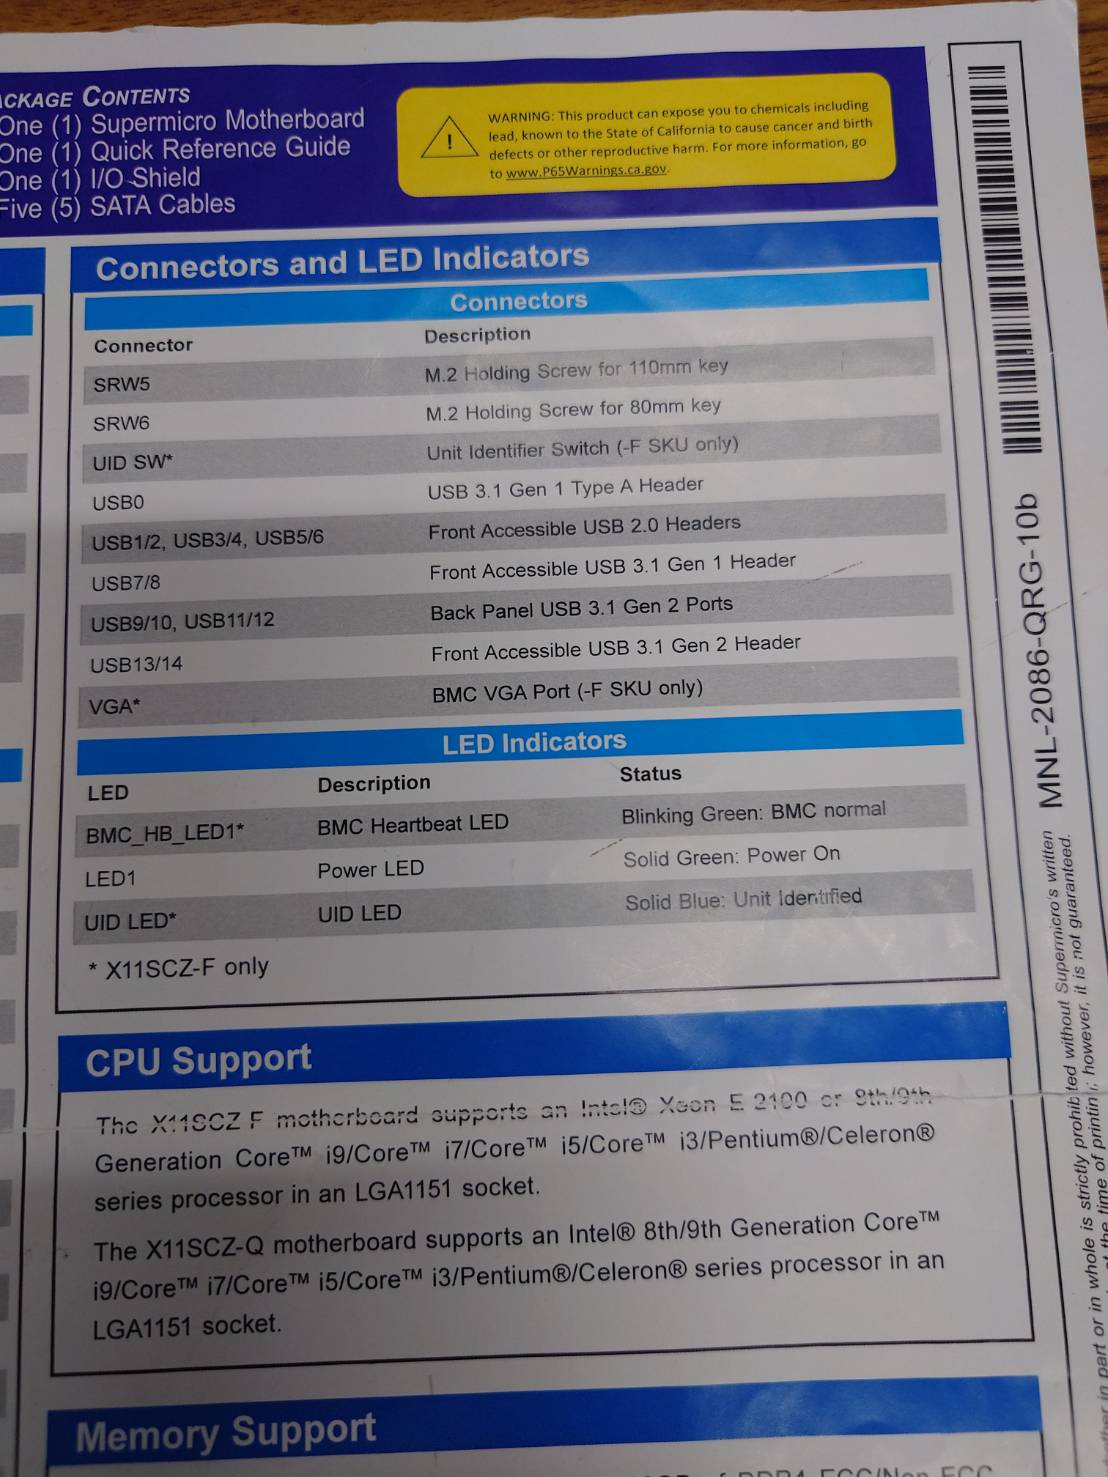 PACKAGE CONTENTS
One (1) Supermicro Motherboard
One (1) Quick Reference Guide
One (1) I/O Shield
Five (5) SATA Cables
!
WARNING: This product can expose you to chemicals including
lead, known to the State of California to cause cancer and birth
defects or other reproductive harm. For more information, go
to www.P65Warnings.ca.gov.
Connectors and LED Indicators
Connectors
Connector Description
SRW5 M.2 Holding Screw for 110mm key
SRW6 M.2 Holding Screw for 80mm key
UID SW* Unit Identifier Switch (-F SKU only)
USB0 USB 3.1 Gen 1 Type A Header
USB1/2, USB3/4, USB5/6 Front Accessible USB 2.0 Headers
USB7/8 Front Accessible USB 3.1 Gen 1 Header
USB9/10, USB11/12 Back Panel USB 3.1 Gen 2 Ports
USB13/14 Front Accessible USB 3.1 Gen 2 Header
VGA* BMC VGA Port (-F SKU only)
LED Indicators
LED Description Status
BMC_HB_LED1* BMC Heartbeat LED Blinking Green: BMC normal
LED1 Power LED Solid Green: Power On
UID LED* UID LED Solid Blue: Unit Identified
* X11SCZ-F only
CPU Support
The X11SCZ-F motherboard supports an Intel® Xeon E-2100 or 8th/9th
Generation Core™ i9/Core™ i7/Core™ i5/Core™ i3/Pentium®/Celeron®
series processor in an LGA1151 socket.
The X11SCZ-Q motherboard supports an Intel® 8th/9th Generation Core™
i9/Core™ i7/Core™ i5/Core™ i3/Pentium®/Celeron® series processor in an
LGA1151 socket.
Memory Support
DDR4 ECC/Non-ECC
MNL-2086-QRG-10b
in part or in whole is strictly prohibited without Supermicro's written
at the time of printing; however, it is not guaranteed.